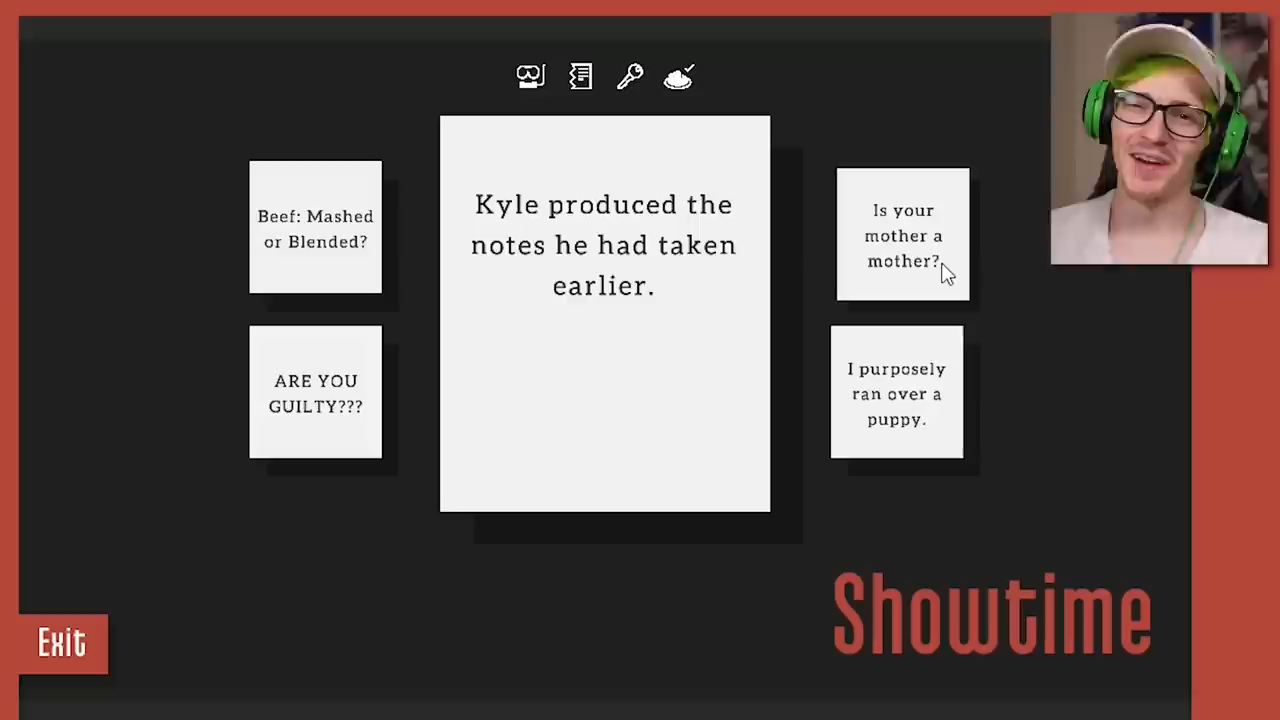 Kyle produced the
notes he had taken
earlier.
Beef: Mashed
or Blended?
ARE YOU
GUILTY???
Is your
mother a
mother?
I purposely
ran over a
puppy.
Showtime
Exit